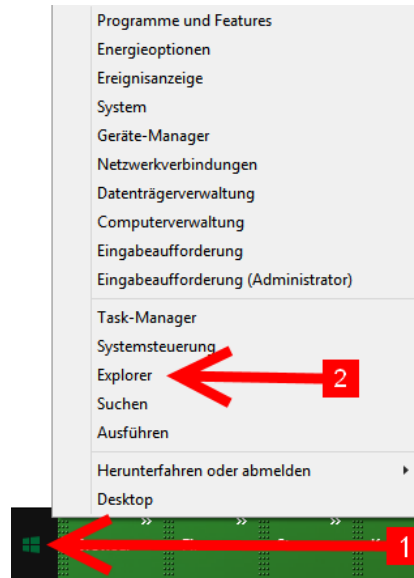 Programme und Features
Energieoptionen
Ereignisanzeige
System
Geräte-Manager
Netzwerkverbindungen
Datenträgerverwaltung
Computerverwaltung
Eingabeaufforderung
Eingabeaufforderung (Administrator)
Task-Manager
Systemsteuerung
Explorer
2
Suchen
Ausführen
Herunterfahren oder abmelden
Desktop
1